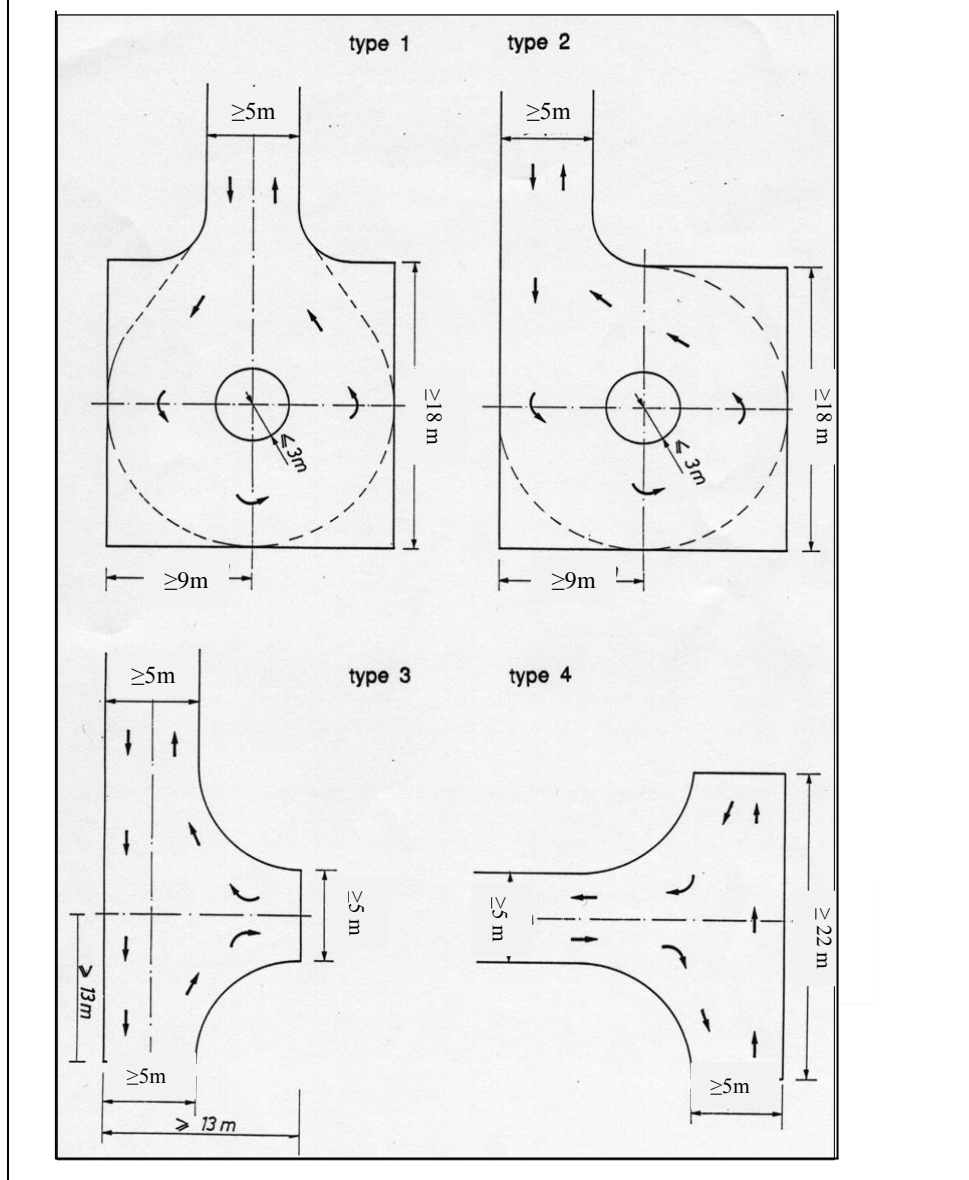 type 1
type 2
≥5m
≥5m
≥18 m
≥18 m
⩽3m
⩽ 3m
≥9m
≥9m
type 3
type 4
≥5m
≥5 m
≥5 m
≥ 22 m
⩾ 13m
≥5m
≥5m
⩾ 13 m